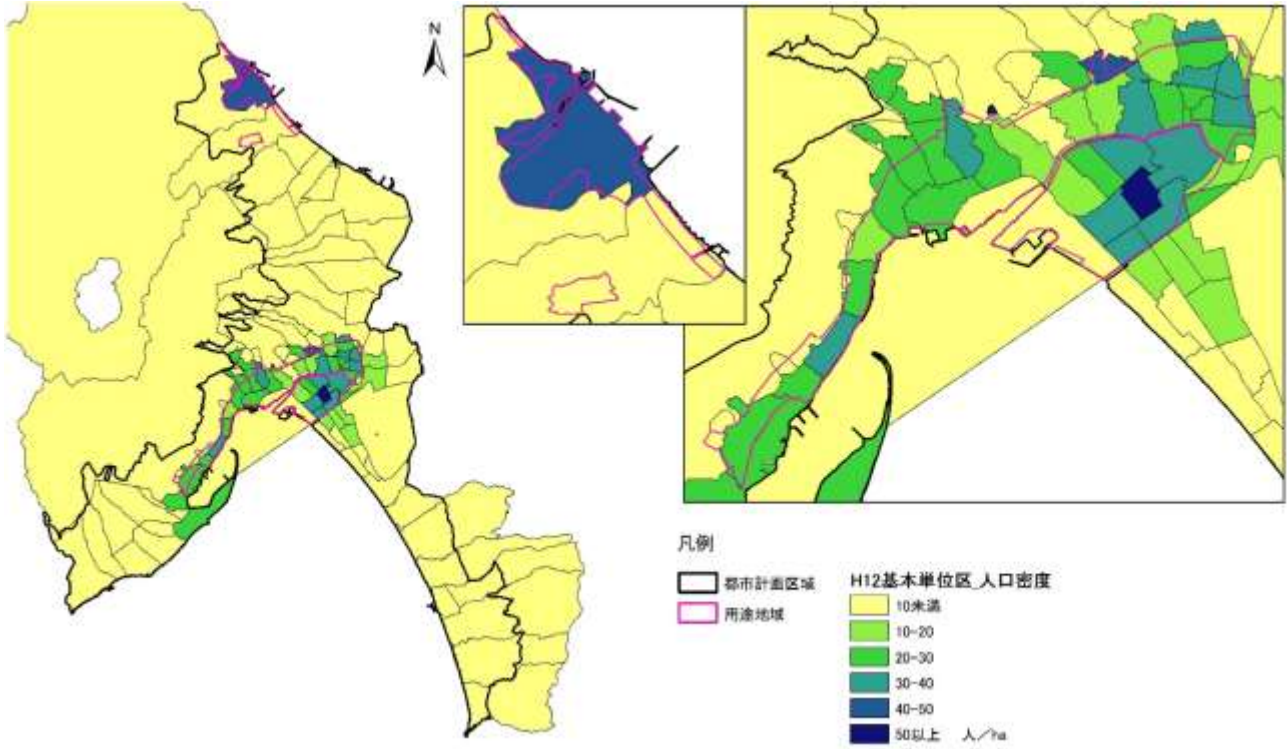 N
凡例
都市計画区域
用途地域
H12基本単位区_人口密度
10未満
10-20
20-30
30-40
40-50
50以上 人／ha